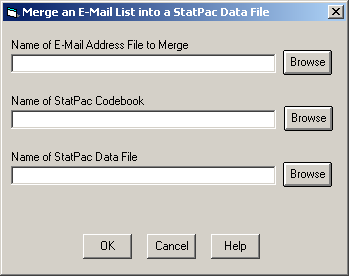 Merge an E-Mail List into a StatPac Data File
Name of E-Mail Address File to Merge
Browse
Name of StatPac Codebook
Browse
Name of StatPac Data File
Browse
OK Cancel Help